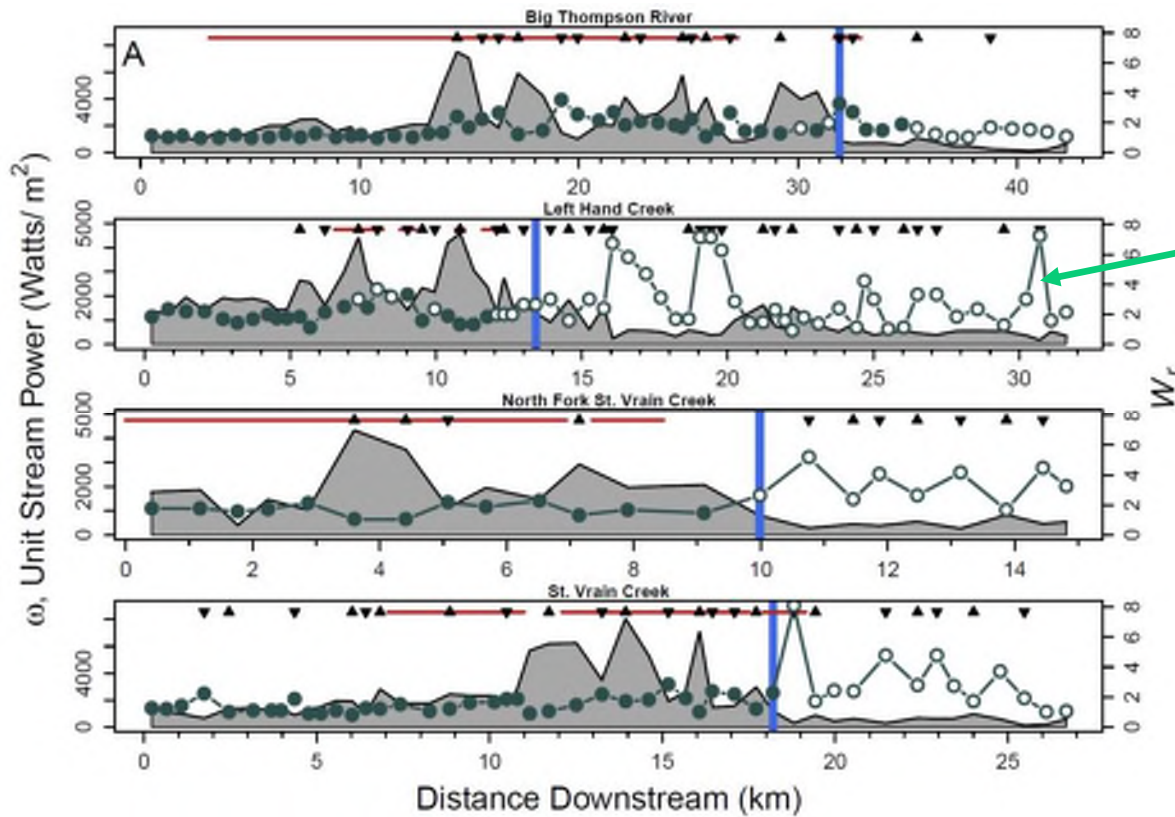 Big Thompson River
A
0 4000
0 2 4 6 8
0 10 20 30 40
Left Hand Creek
0 2000 5000
0 2 4 6 8
0 5 10 15 20 25 30
North Fork St. Vrain Creek
0 2000 5000
0 2 4 6 8
0 2 4 6 8 10 12 14
St. Vrain Creek
0 4000
0 2 4 6 8
0 5 10 15 20 25
ω, Unit Stream Power (Watts/ m²)
Wr
Distance Downstream (km)